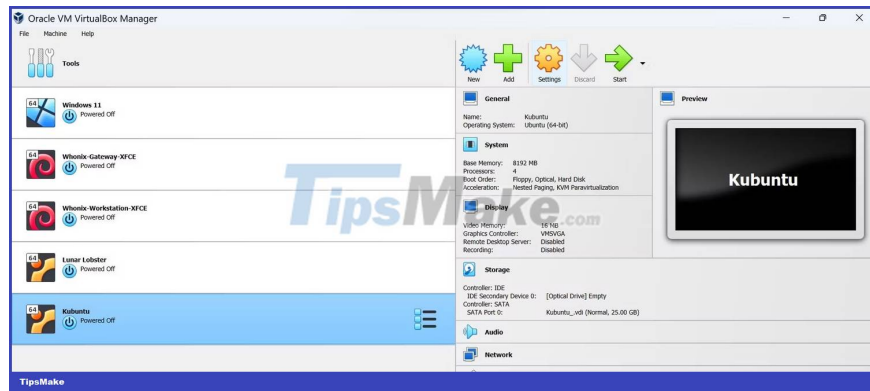 Oracle VM VirtualBox Manager
File Machine Help
Tools
New Add Settings Discard Start
64 Windows 11
Powered Off
64 Whonix-Gateway-XFCE
Powered Off
64 Whonix-Workstation-XFCE
Powered Off
64 Lunar Lobster
Powered Off
64 Kubuntu
Powered Off
General
Name: Kubuntu
Operating System: Ubuntu (64-bit)
System
Base Memory: 8192 MB
Processors: 4
Boot Order: Floppy, Optical, Hard Disk
Acceleration: Nested Paging, KVM Paravirtualization
Display
Video Memory: 16 MB
Graphics Controller: VMSVGA
Remote Desktop Server: Disabled
Recording: Disabled
Storage
Controller: IDE
IDE Secondary Device 0: [Optical Drive] Empty
Controller: SATA
SATA Port 0: Kubuntu_.vdi (Normal, 25.00 GB)
Audio
Network
Preview
Kubuntu
TipsMake.com
TipsMake